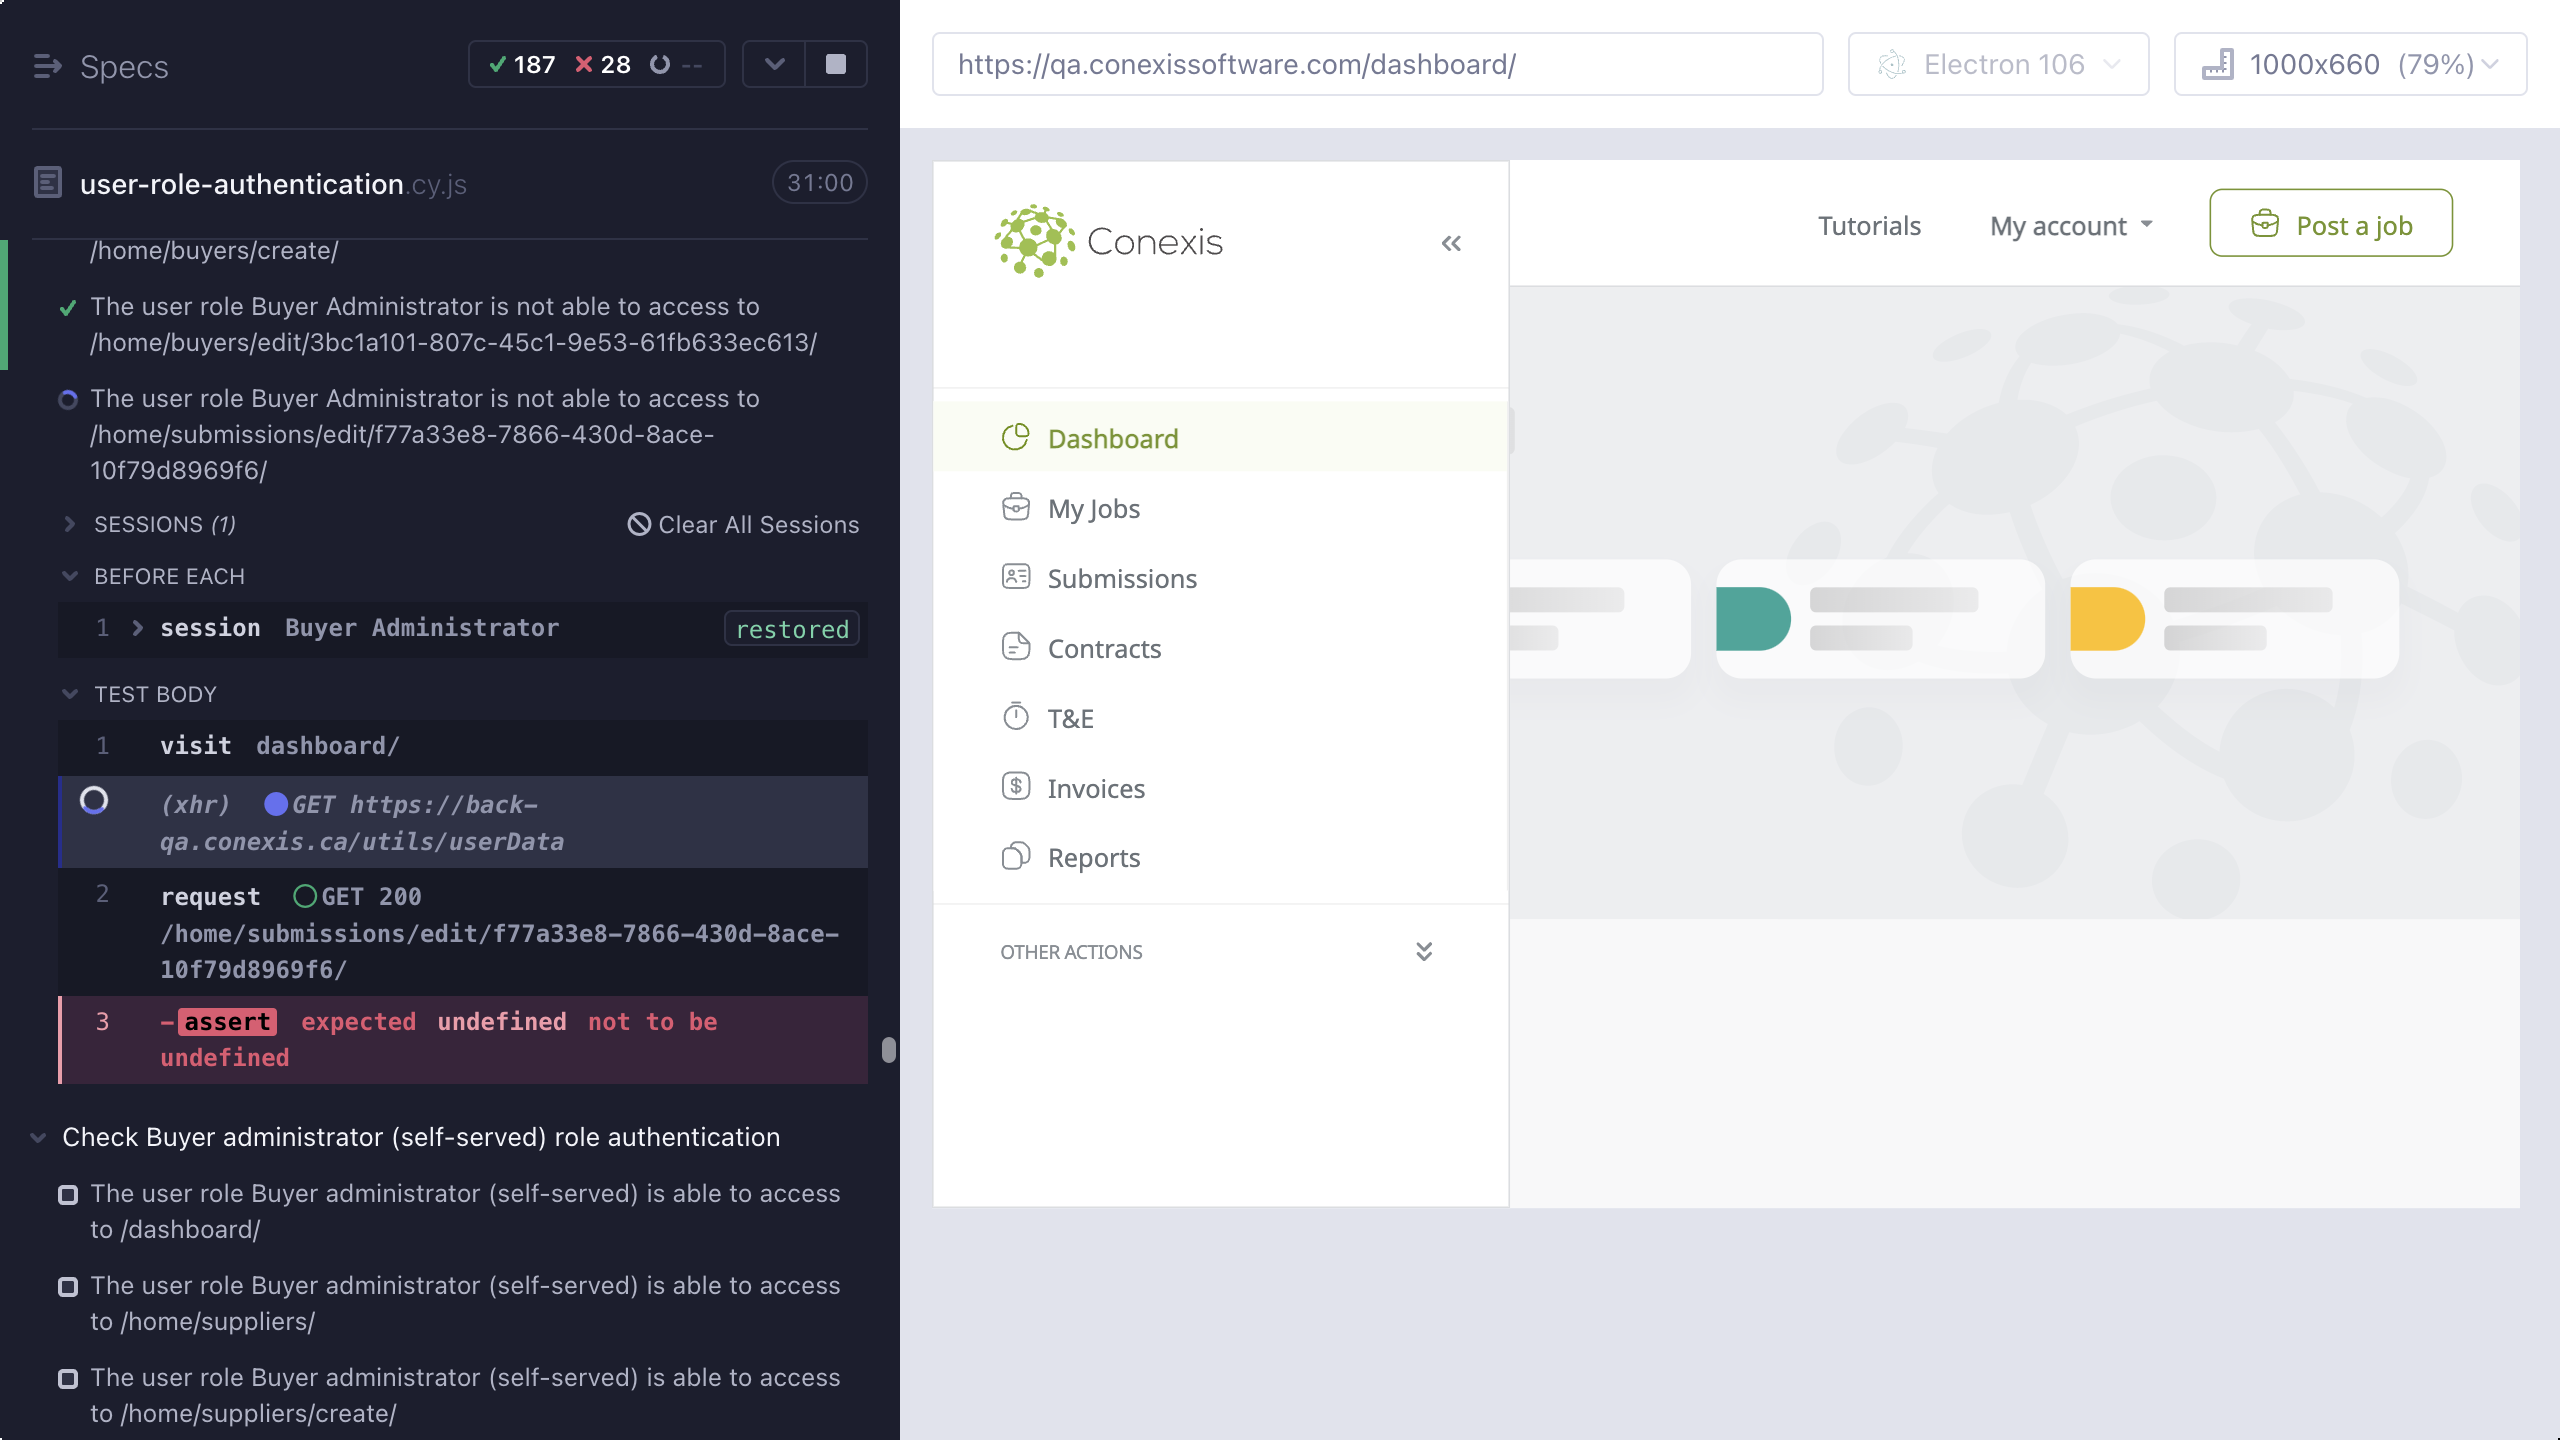 Specs
187 28 --
user-role-authentication.cy.js 31:00
/home/buyers/create/
The user role Buyer Administrator is not able to access to
/home/buyers/edit/3bc1a101-807c-45c1-9e53-61fb633ec613/
The user role Buyer Administrator is not able to access to
/home/submissions/edit/f77a33e8-7866-430d-8ace-
10f79d8969f6/
SESSIONS (1) Clear All Sessions
BEFORE EACH
1 session Buyer Administrator restored
TEST BODY
1 visit dashboard/
(xhr) GET https://back-
qa.conexis.ca/utils/userData
2 request GET 200
/home/submissions/edit/f77a33e8-7866-430d-8ace-
10f79d8969f6/
3 -assert expected undefined not to be
undefined
Check Buyer administrator (self-served) role authentication
The user role Buyer administrator (self-served) is able to access
to /dashboard/
The user role Buyer administrator (self-served) is able to access
to /home/suppliers/
The user role Buyer administrator (self-served) is able to access
to /home/suppliers/create/
https://qa.conexissoftware.com/dashboard/ Electron 106 1000x660 (79%)
Conexis «
Tutorials My account Post a job
Dashboard
My Jobs
Submissions
Contracts
T&E
Invoices
Reports
OTHER ACTIONS